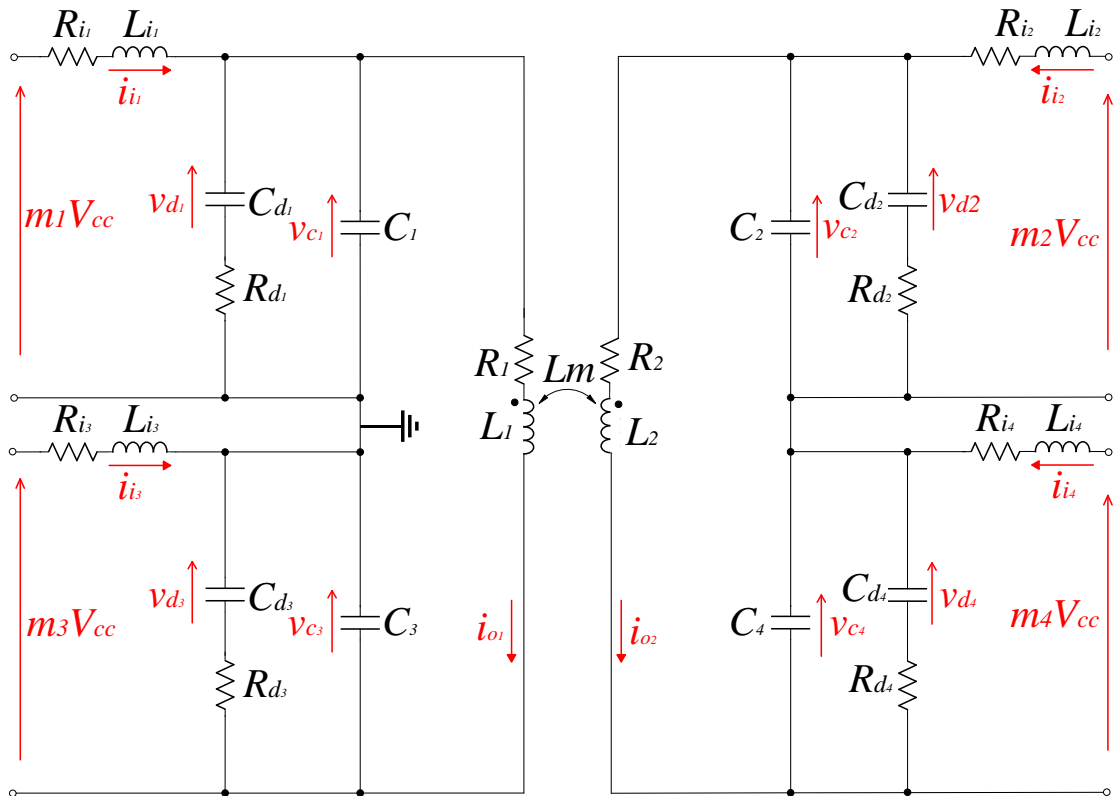 Ri1 Li1
Ri2 Li2
ii1
ii2
m1Vcc
vd1 Cd1
vc1 C1
C2 vc2
Cd2 vd2
m2Vcc
Rd1
Rd2
R1 Lm R2
L1 L2
Ri3 Li3
Ri4 Li4
ii3
ii4
m3Vcc
vd3 Cd3
vc3 C3
io1 io2
C4 vc4
Cd4 vd4
m4Vcc
Rd3
Rd4